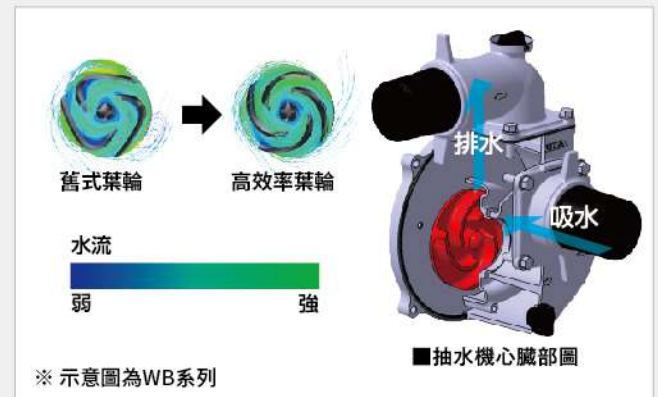 舊式葉輪
高效率葉輪
水流
弱
強
※ 示意圖為WB系列
排水
吸水
■抽水機心臟部圖